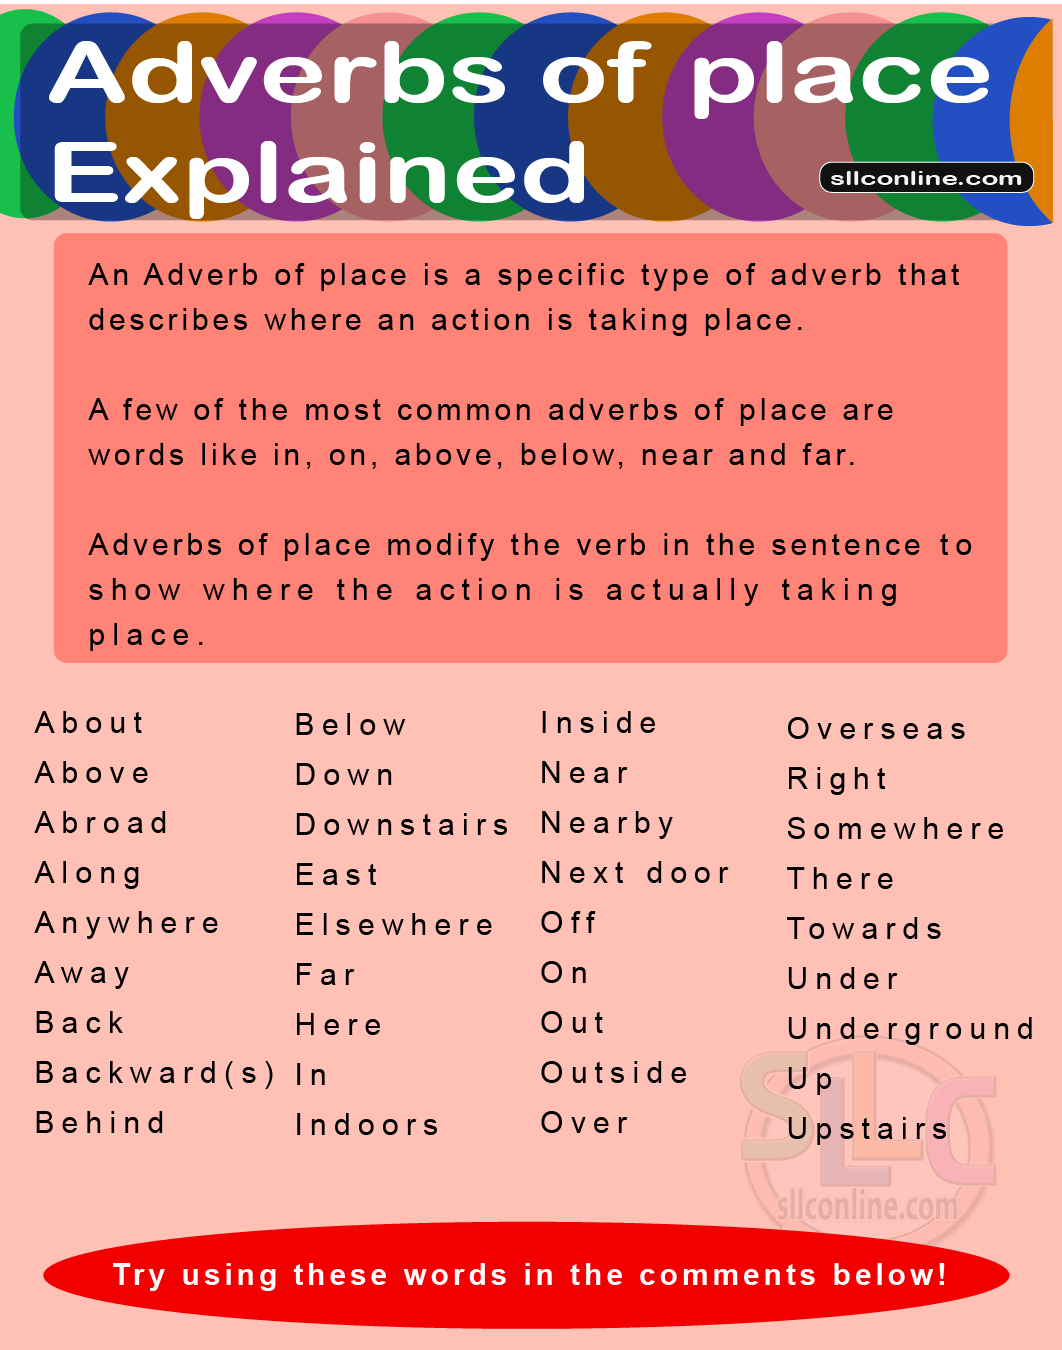 Adverbs of place
Explained
sllconline.com
An Adverb of place is a specific type of adverb that
describes where an action is taking place.
A few of the most common adverbs of place are
words like in, on, above, below, near and far.
Adverbs of place modify the verb in the sentence to
show where the action is actually taking
place.
About
Above
Abroad
Along
Anywhere
Away
Back
Backward(s)
Behind
Below
Down
Downstairs
East
Elsewhere
Far
Here
In
Indoors
Inside
Near
Nearby
Next door
Off
On
Out
Outside
Over
Overseas
Right
Somewhere
There
Towards
Under
Underground
Up
Upstairs
SLLC
sllconline.com
Try using these words in the comments below!